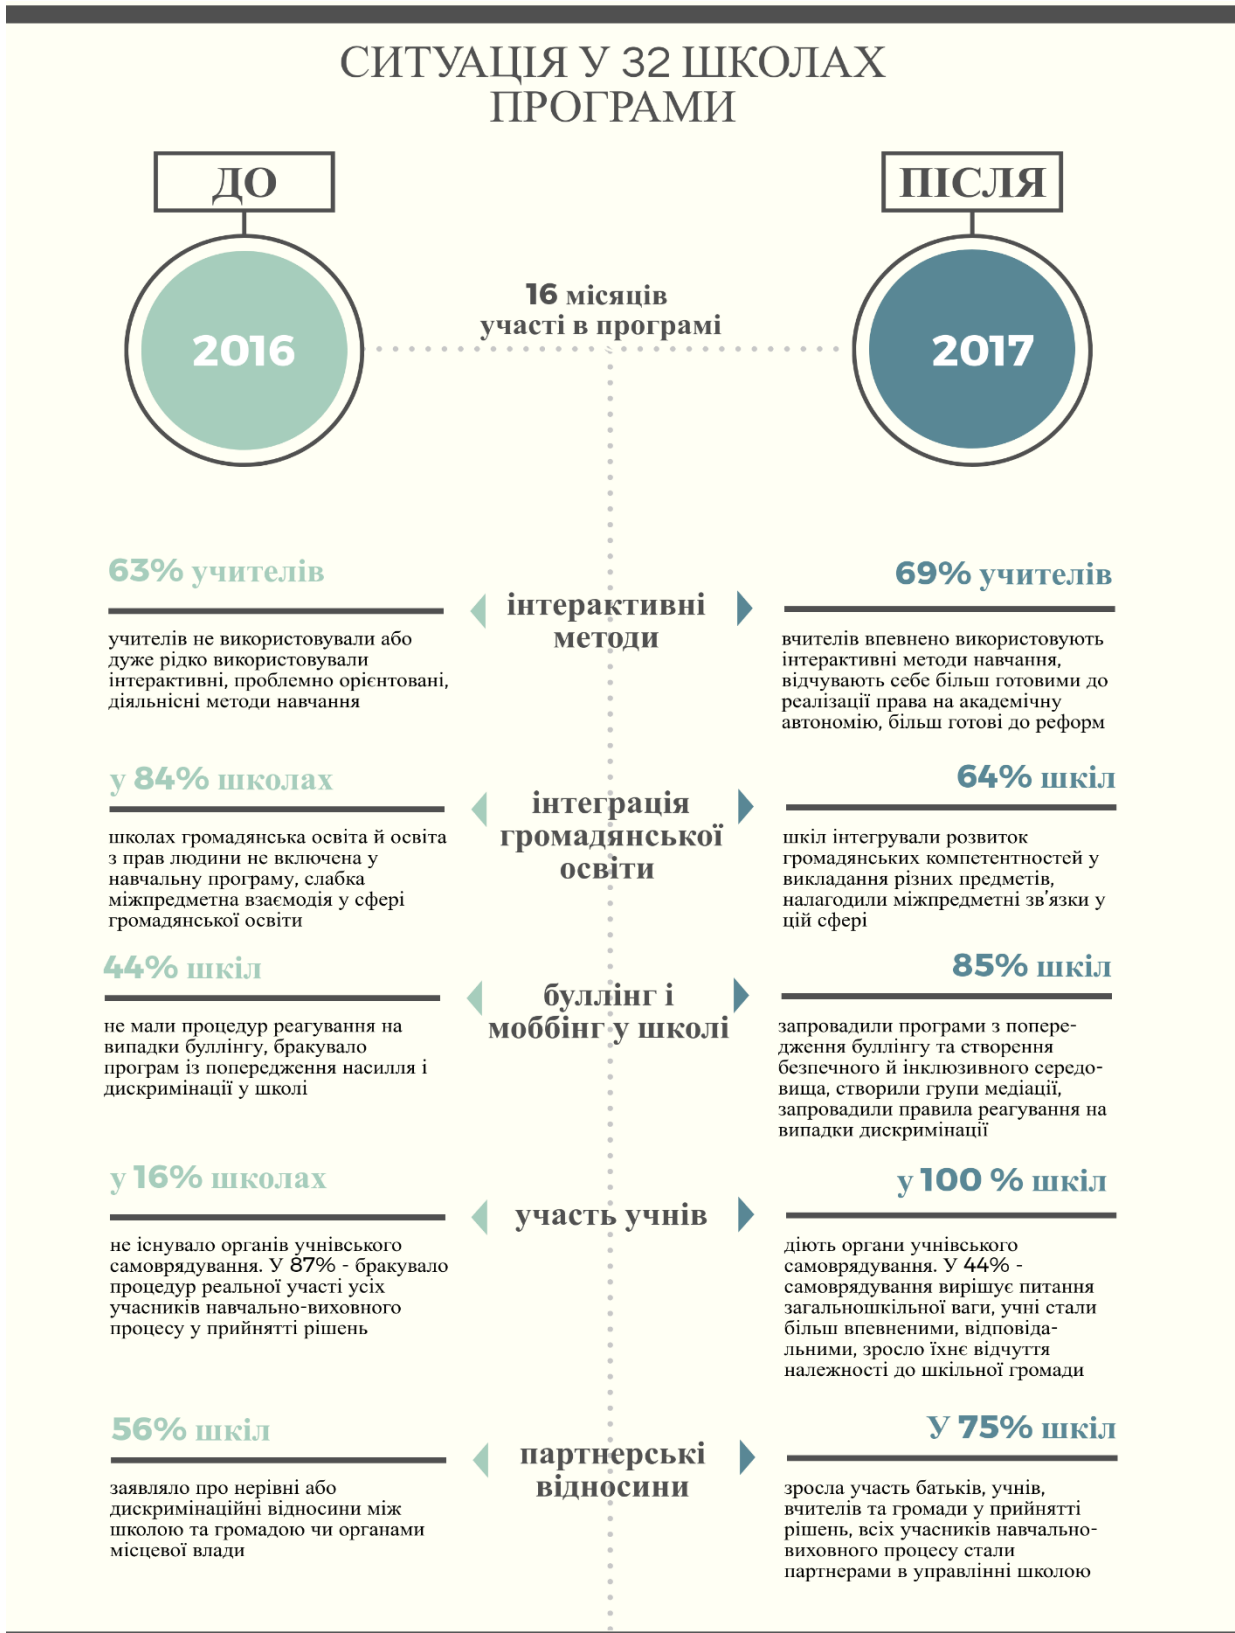 СИТУАЦІЯ У 32 ШКОЛАХ
ПРОГРАМИ
ДО
ПІСЛЯ
2016
16 місяців
участі в програмі
2017
63% учителів
учителів не використовували або
дуже рідко використовували
інтерактивні, проблемно орієнтовані,
діяльнісні методи навчання
інтерактивні
методи
69% учителів
вчителів впевнено використовують
інтерактивні методи навчання,
відчувають себе більш готовими до
реалізації права на академічну
автономію, більш готові до реформ
у 84% школах
школах громадянська освіта й освіта
з прав людини не включена у
навчальну програму, слабка
міжпредметна взаємодія у сфері
громадянської освіти
інтеграція
громадянської
освіти
64% шкіл
шкіл інтегрували розвиток
громадянських компетентностей у
викладання різних предметів,
налагодили міжпредметні зв’язки у
цій сфері
44% шкіл
не мали процедур реагування на
випадки буллінгу, бракувало
програм із попередження насилля і
дискримінації у школі
буллінг і
моббінг у школі
85% шкіл
запровадили програми з попере-
дження буллінгу та створення
безпечного й інклюзивного середо-
вища, створили групи медіації,
запровадили правила реагування на
випадки дискримінації
у 16% школах
не існувало органів учнівського
самоврядування. У 87% - бракувало
процедур реальної участі усіх
учасників навчально-виховного
процесу у прийнятті рішень
участь учнів
у 100 % шкіл
діють органи учнівського
самоврядування. У 44% -
самоврядування вирішує питання
загальношкільної ваги, учні стали
більш впевненими, відповіда-
льними, зросло їхнє відчуття
належності до шкільної громади
56% шкіл
заявляло про нерівні або
дискримінаційні відносини між
школою та громадою чи органами
місцевої влади
партнерські
відносини
У 75% шкіл
зросла участь батьків, учнів,
вчителів та громади у прийнятті
рішень, всіх учасників навчально-
виховного процесу стали
партнерами в управлінні школою